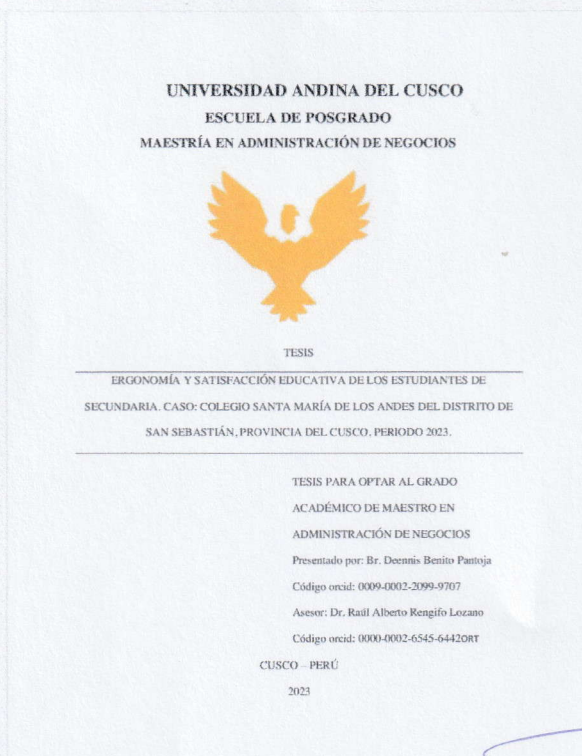 UNIVERSIDAD ANDINA DEL CUSCO
ESCUELA DE POSGRADO
MAESTRÍA EN ADMINISTRACIÓN DE NEGOCIOS
TESIS
ERGONOMÍA Y SATISFACCIÓN EDUCATIVA DE LOS ESTUDIANTES DE
SECUNDARIA. CASO: COLEGIO SANTA MARÍA DE LOS ANDES DEL DISTRITO DE
SAN SEBASTIÁN, PROVINCIA DEL CUSCO, PERIODO 2023.
TESIS PARA OPTAR AL GRADO
ACADÉMICO DE MAESTRO EN
ADMINISTRACIÓN DE NEGOCIOS
Presentado por: Br. Deennis Benito Pantoja
Código orcid: 0009-0002-2099-9707
Asesor: Dr. Raúl Alberto Rengifo Lozano
Código orcid: 0000-0002-6545-6442ORT
CUSCO – PERÚ
2023